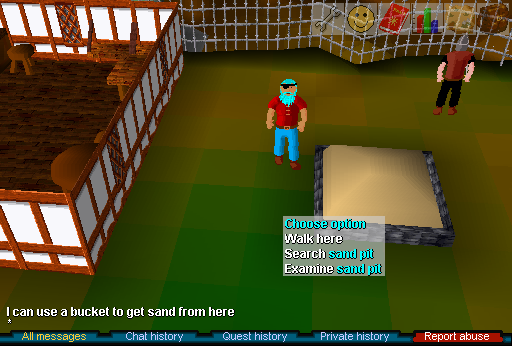 Choose option
Walk here
Search sand pit
Examine sand pit
I can use a bucket to get sand from here
*
All messages
Chat history
Quest history
Private history
Report abuse